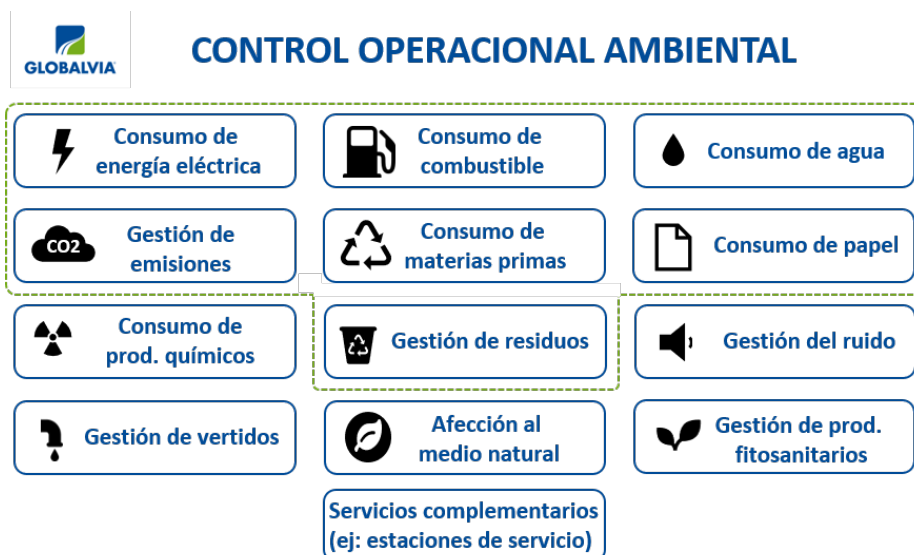 GLOBALVIA
CONTROL OPERACIONAL AMBIENTAL
Consumo de
energía eléctrica
Consumo de
combustible
Consumo de agua
CO2
Gestión de
emisiones
Consumo de
materias primas
Consumo de papel
Consumo de
prod. químicos
Gestión de residuos
Gestión del ruido
Gestión de vertidos
Afección al
medio natural
Gestión de prod.
fitosanitarios
Servicios complementarios
(ej: estaciones de servicio)